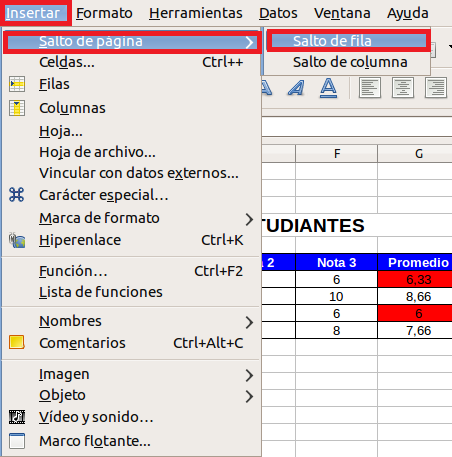 Insertar Formato Herramientas Datos Ventana Ayuda
Salto de página
Salto de fila
Celdas... Ctrl++
Salto de columna
Filas
Columnas
Hoja...
Hoja de archivo...
F G
Vincular con datos externos...
Carácter especial...
Marca de formato
TUDIANTES
Hiperenlace Ctrl+K
2 Nota 3 Promedio
Función... Ctrl+F2
6 6,33
Lista de funciones
10 8,66
Nombres
6 6
8 7,66
Comentarios Ctrl+Alt+C
Imagen
Objeto
Vídeo y sonido...
Marco flotante...